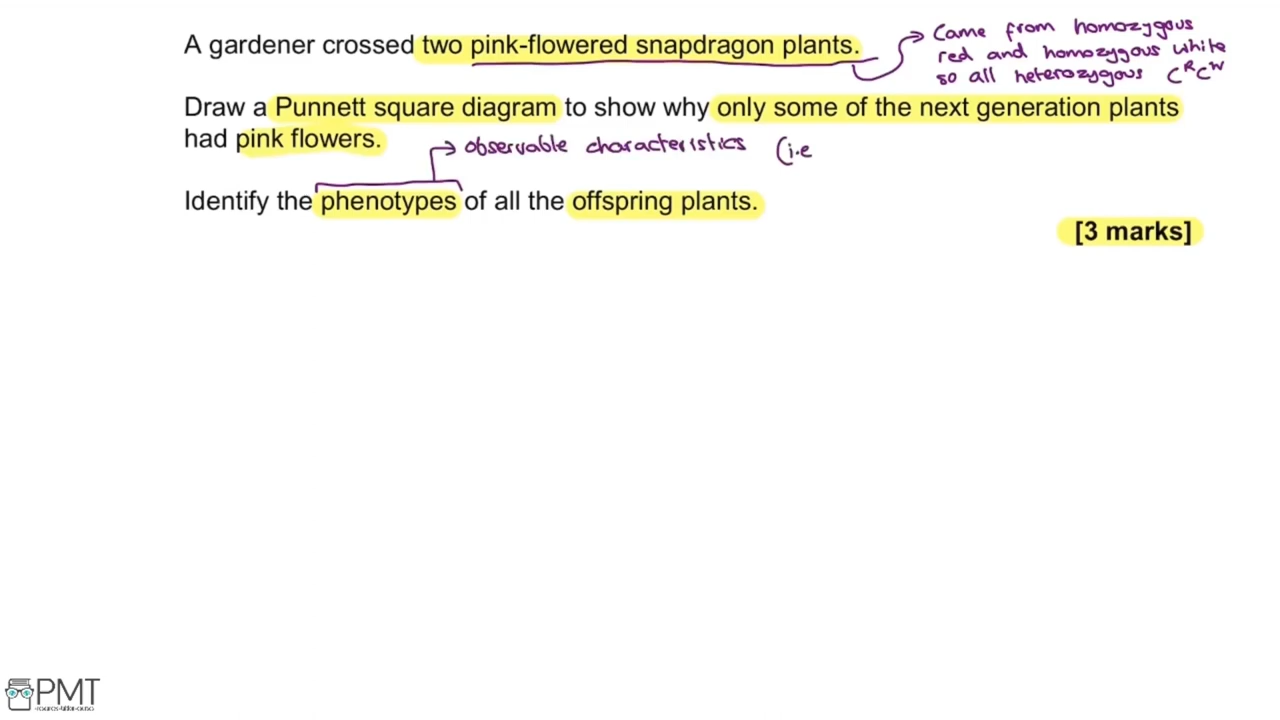 A gardener crossed two pink-flowered snapdragon plants.
Came from homozygous
red and homozygous white
so all heterozygous CᴿCᵂ
Draw a Punnett square diagram to show why only some of the next generation plants
had pink flowers.
observable characteristics (i.e
Identify the phenotypes of all the offspring plants.
[3 marks]
PMT